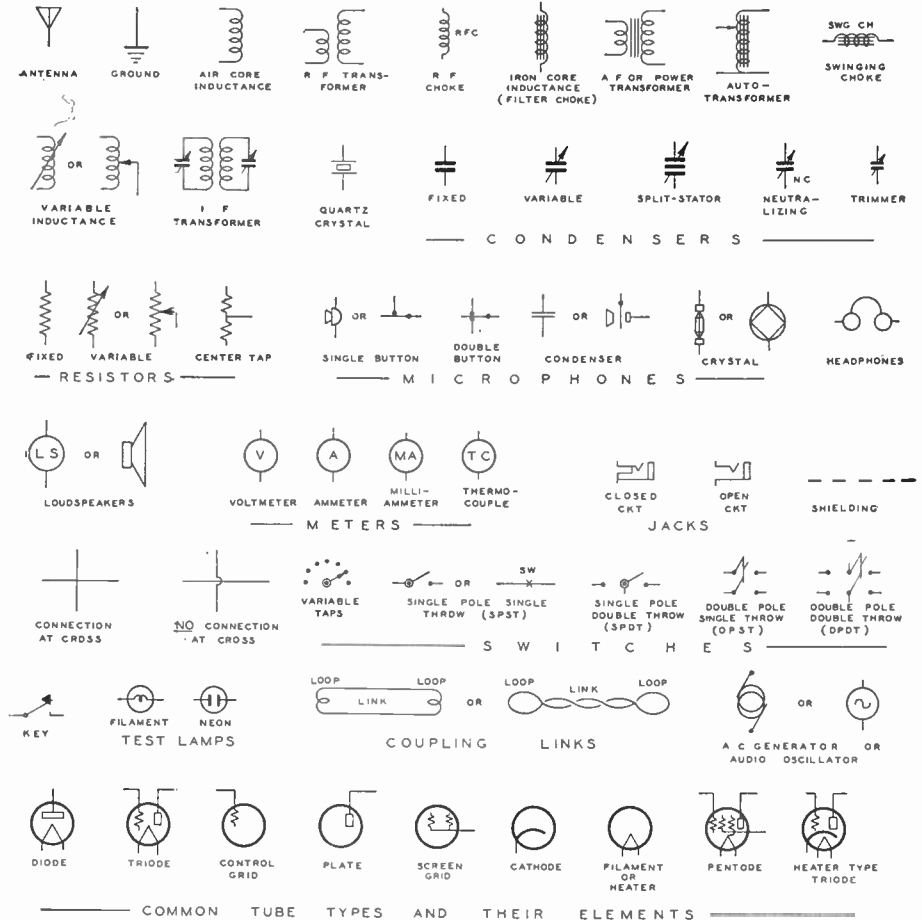 ANTENNA
GROUND
AIR CORE
INDUCTANCE
R F TRANS-
FORMER
RFC
R F
CHOKE
IRON CORE
INDUCTANCE
(FILTER CHOKE)
A F OR POWER
TRANSFORMER
AUTO-
TRANSFORMER
SWG CH
SWINGING
CHOKE
OR
VARIABLE
INDUCTANCE
I F
TRANSFORMER
QUARTZ
CRYSTAL
FIXED
VARIABLE
SPLIT-STATOR
NC
NEUTRA-
LIZING
TRIMMER
CONDENSERS
FIXED
OR
VARIABLE
CENTER TAP
RESISTORS
OR
SINGLE BUTTON
DOUBLE
BUTTON
OR
CONDENSER
OR
CRYSTAL
MICROPHONES
HEADPHONES
LS
OR
LOUDSPEAKERS
V
VOLTMETER
A
AMMETER
MA
MILLI-
AMMETER
TC
THERMO-
COUPLE
METERS
CLOSED
CKT
OPEN
CKT
JACKS
SHIELDING
CONNECTION
AT CROSS
NO CONNECTION
AT CROSS
VARIABLE
TAPS
OR
SW
SINGLE POLE SINGLE
THROW (SPST)
SINGLE POLE
DOUBLE THROW
(SPDT)
DOUBLE POLE
SINGLE THROW
(DPST)
DOUBLE POLE
DOUBLE THROW
(DPDT)
SWITCHES
KEY
FILAMENT
NEON
TEST LAMPS
LOOP
LOOP
LINK
OR
LOOP
LINK
LOOP
COUPLING LINKS
OR
A C GENERATOR OR
AUDIO OSCILLATOR
DIODE
TRIODE
CONTROL
GRID
PLATE
SCREEN
GRID
CATHODE
FILAMENT
OR
HEATER
PENTODE
HEATER TYPE
TRIODE
COMMON TUBE TYPES AND THEIR ELEMENTS